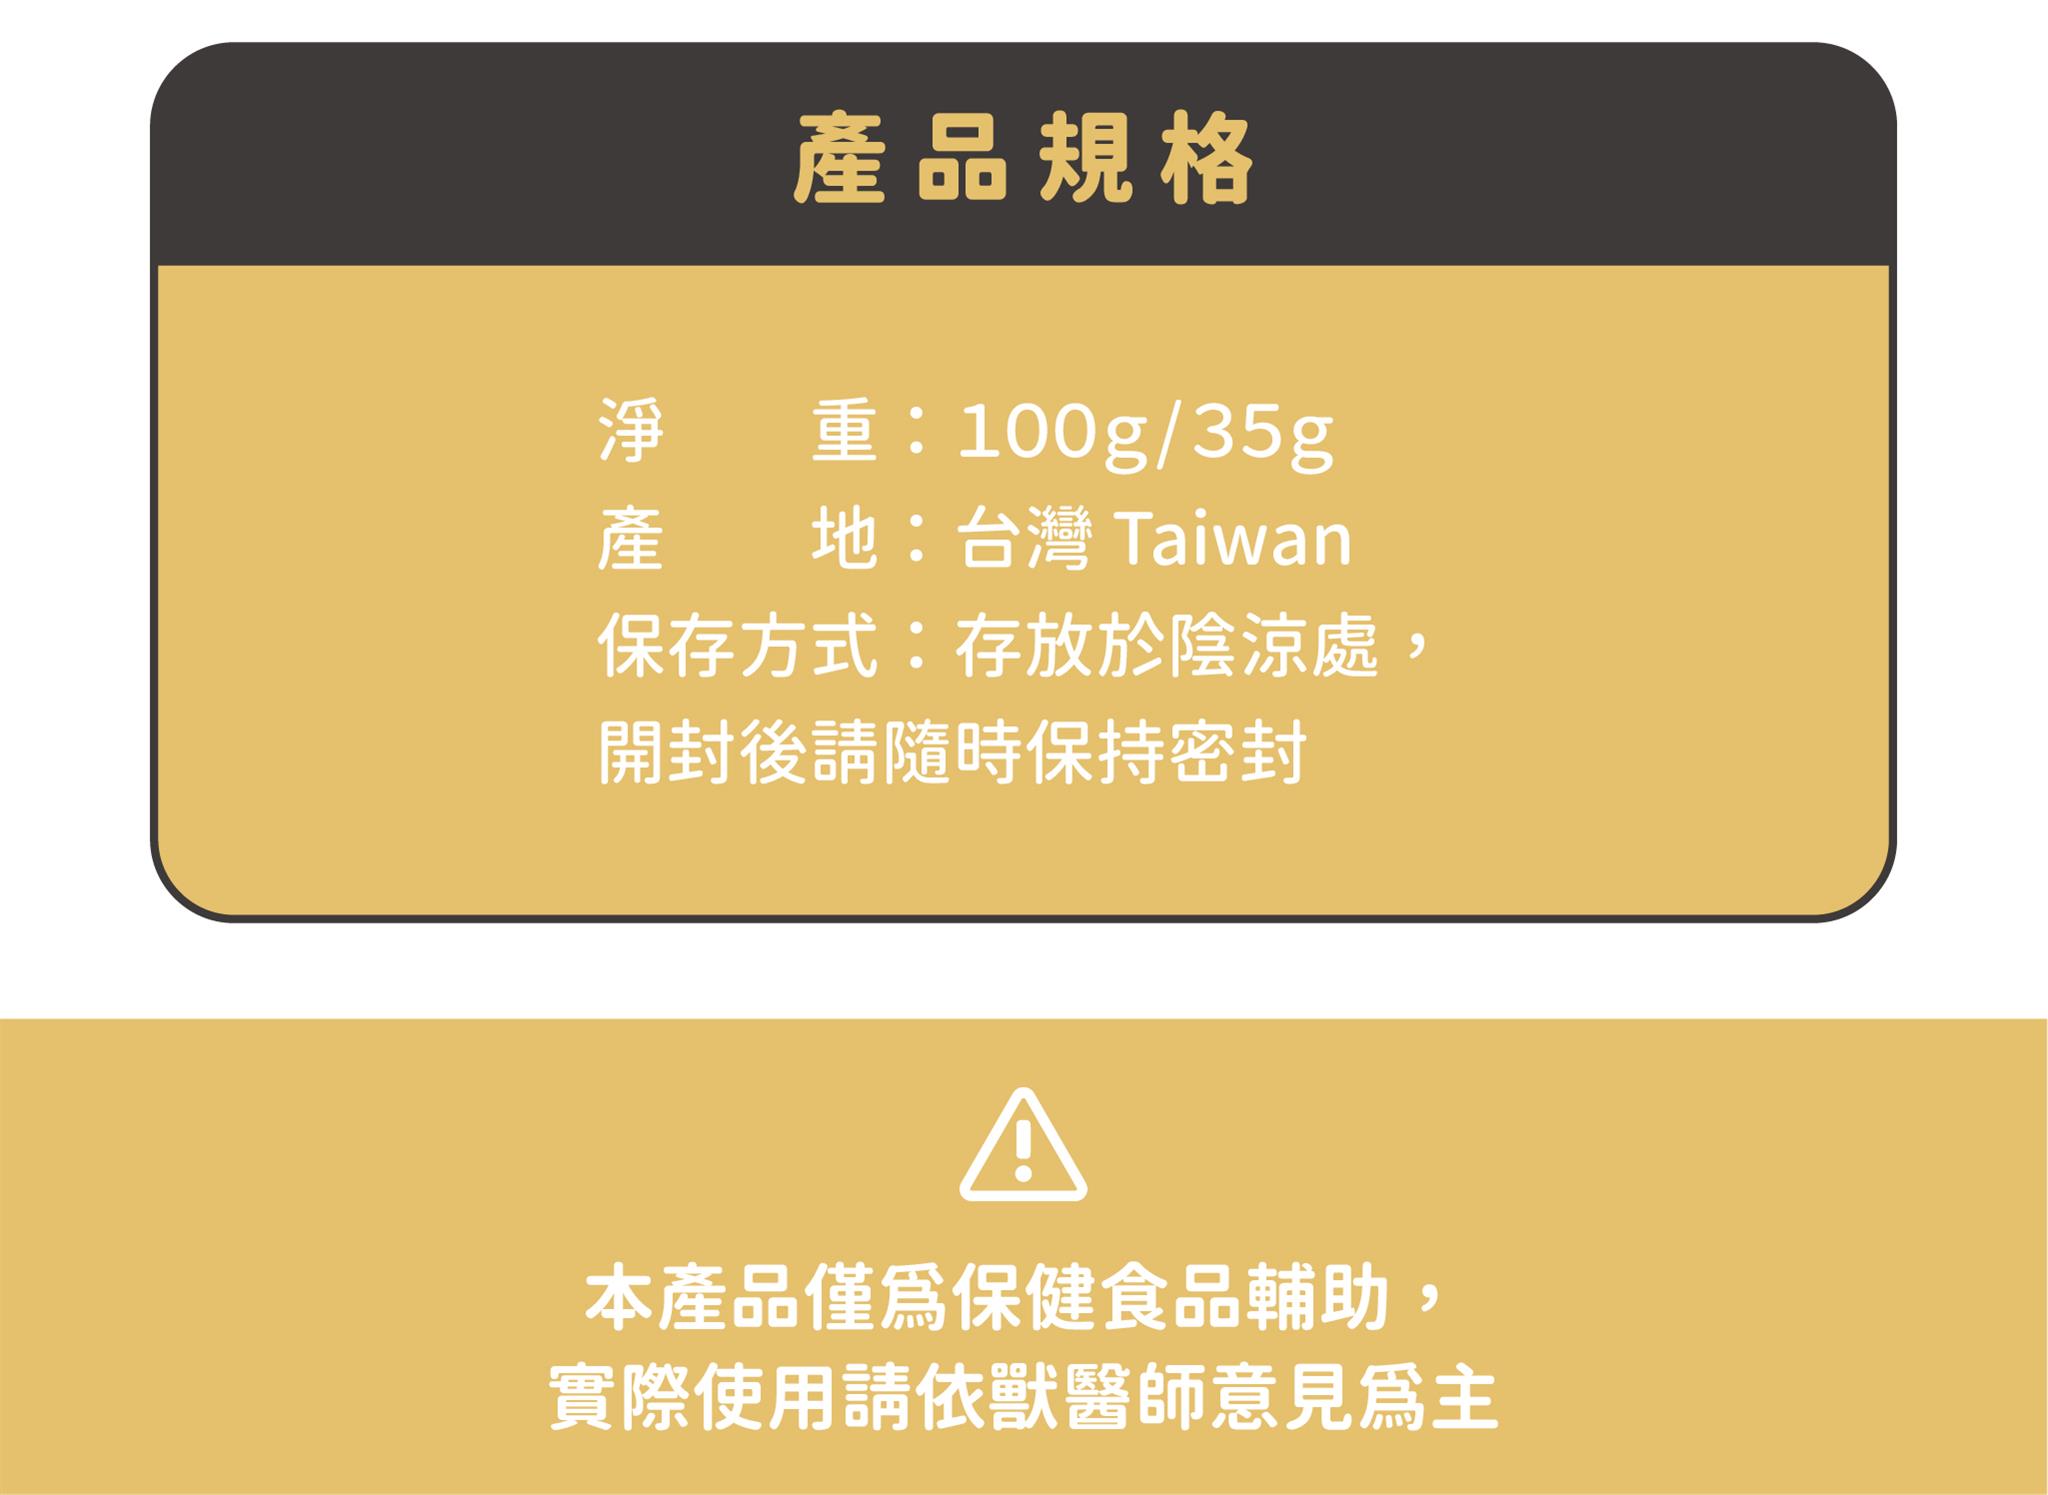 產品規格
淨　　重：100g/35g
產　　地：台灣 Taiwan
保存方式：存放於陰涼處，
開封後請隨時保持密封
本產品僅為保健食品輔助，
實際使用請依獸醫師意見為主